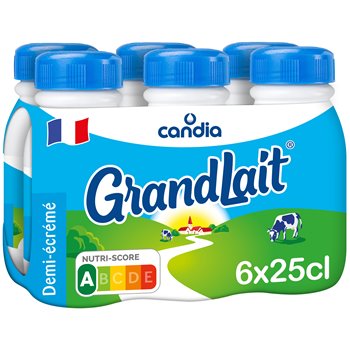 candia
GrandLait
Demi-écrémé
NUTRI-SCORE
A B C D E
6x25cl